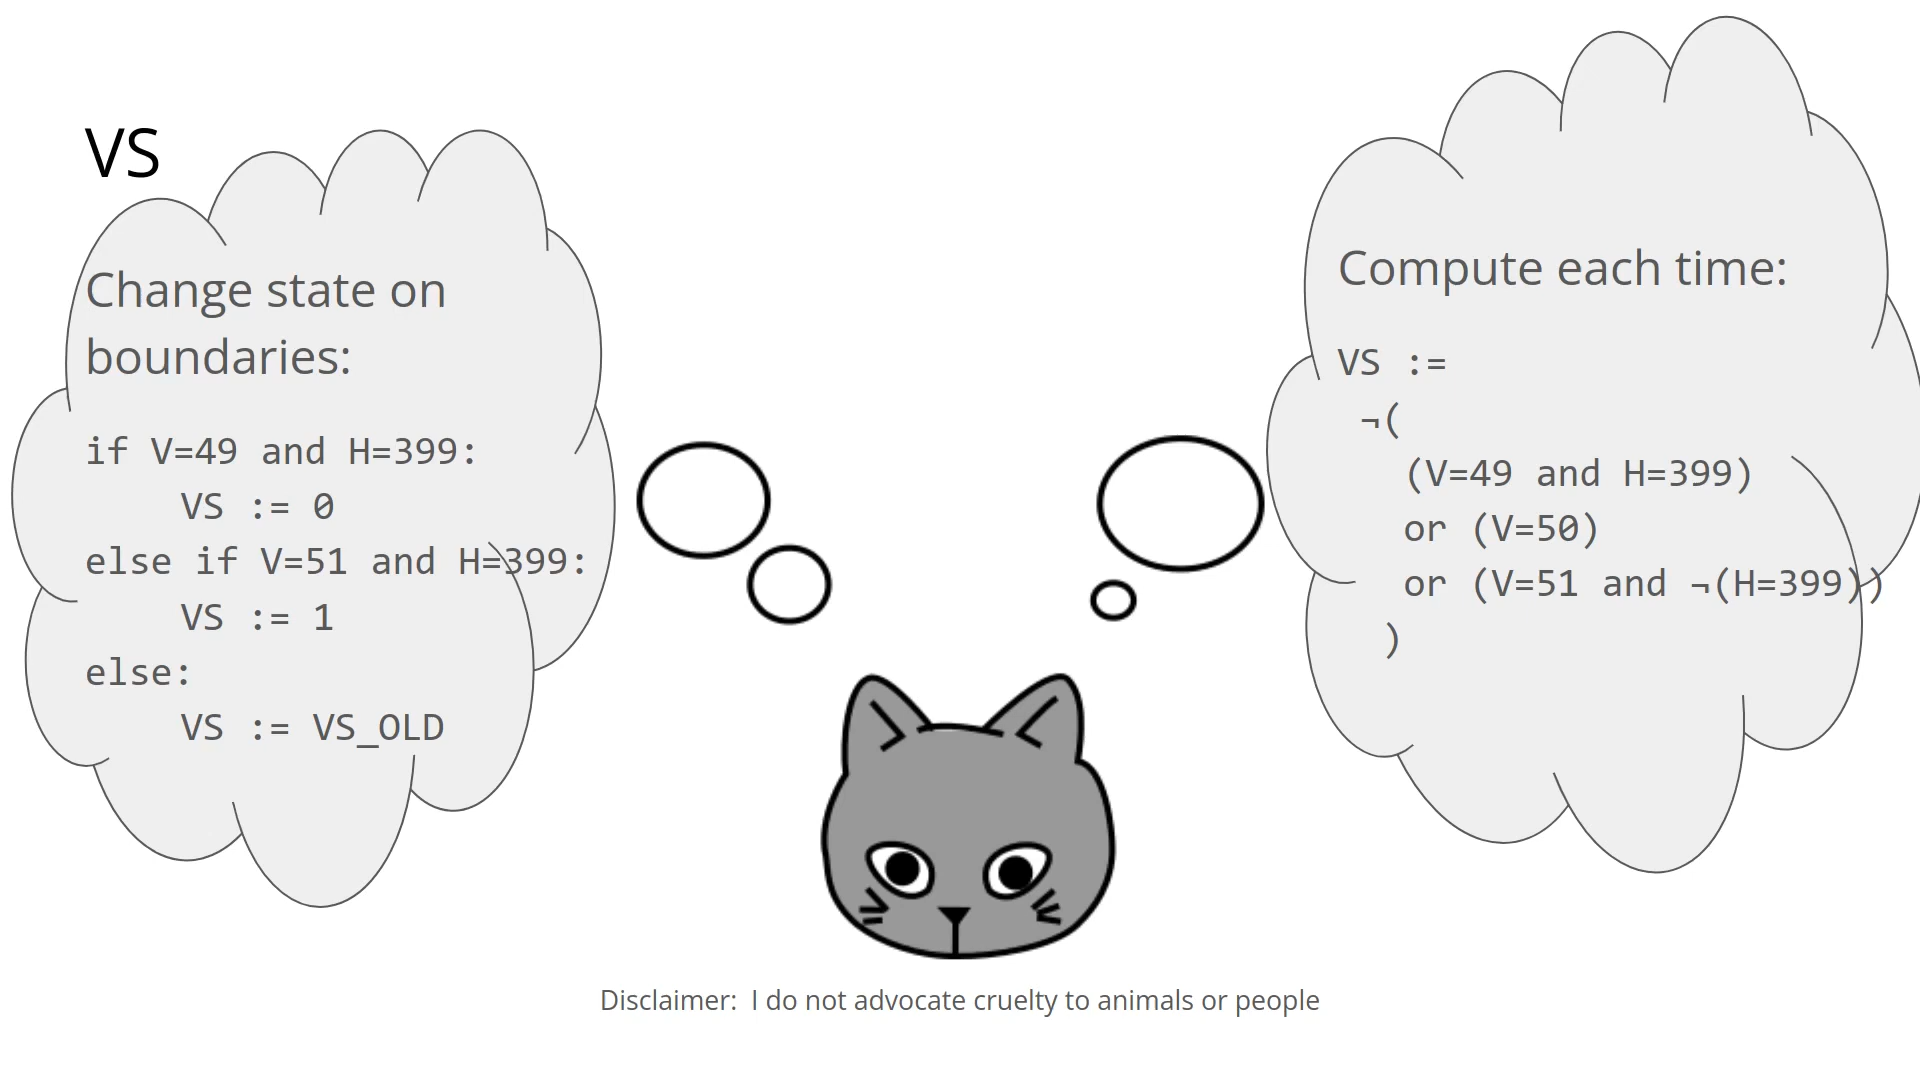 VS
Change state on
boundaries:
if V=49 and H=399:
VS := 0
else if V=51 and H=399:
VS := 1
else:
VS := VS_OLD
Compute each time:
VS :=
¬(
(V=49 and H=399)
or (V=50)
or (V=51 and ¬(H=399))
)
Disclaimer: I do not advocate cruelty to animals or people